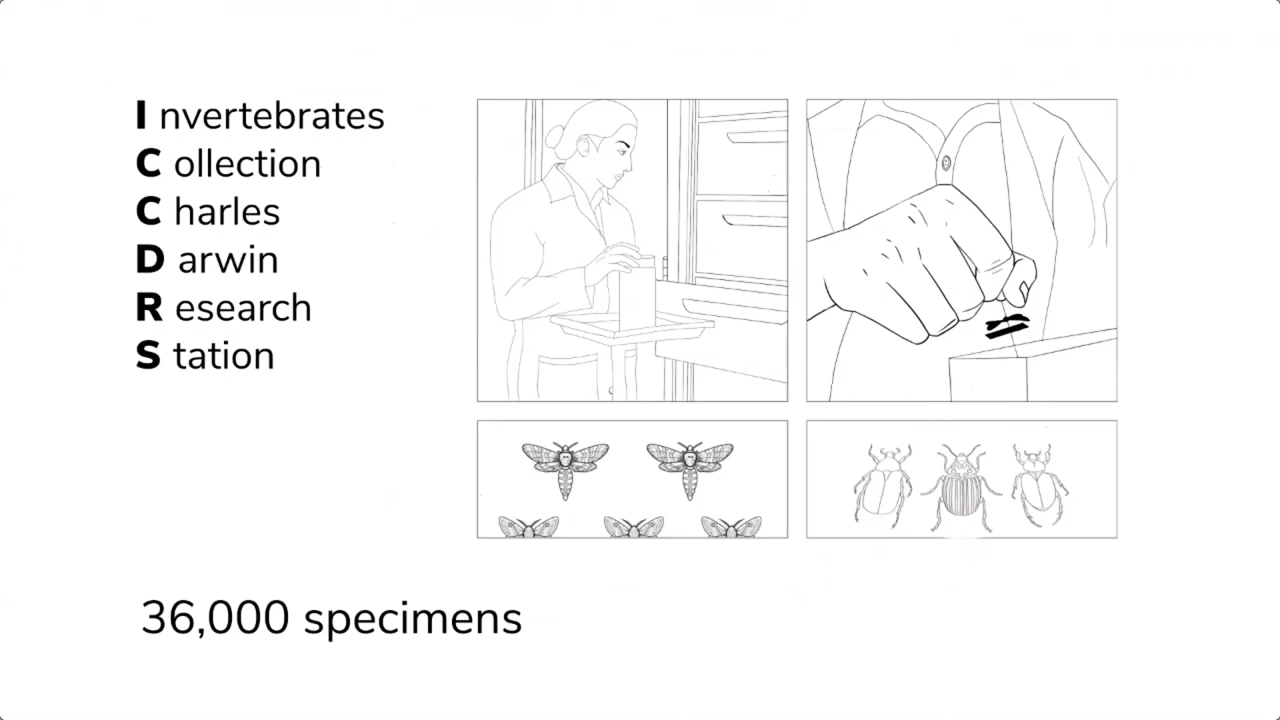 I nvertebrates
C ollection
C harles
D arwin
R esearch
S tation
36,000 specimens